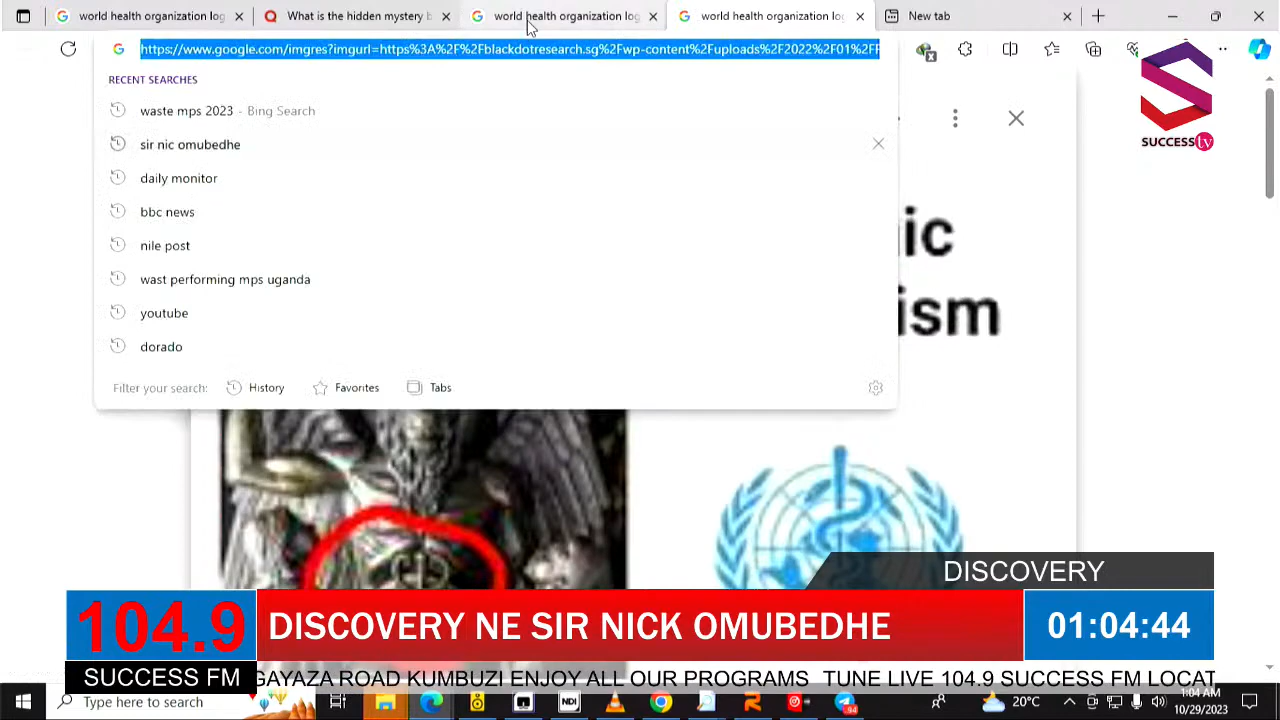 world health organization log
What is the hidden mystery b
world health organization log
world health organization lo
New tab
https://www.google.com/imgres?imgurl=https%3A%2F%2Fblackdotresearch.sg%2Fwp-content%2Fuploads%2F2022%2F01%2FF
RECENT SEARCHES
waste mps 2023 - Bing Search
sir nic omubedhe
daily monitor
bbc news
nile post
wast performing mps uganda
youtube
dorado
Filter your search:
History
Favorites
Tabs
SUCCESS tv
ic
ism
DISCOVERY
104.9
DISCOVERY NE SIR NICK OMUBEDHE
01:04:44
SUCCESS FM
GAYAZA ROAD KUMBUZI ENJOY ALL OUR PROGRAMS TUNE LIVE 104.9 SUCCESS FM LOCAT
Type here to search
NDI
94
20°C
1:04 AM
10/29/2023